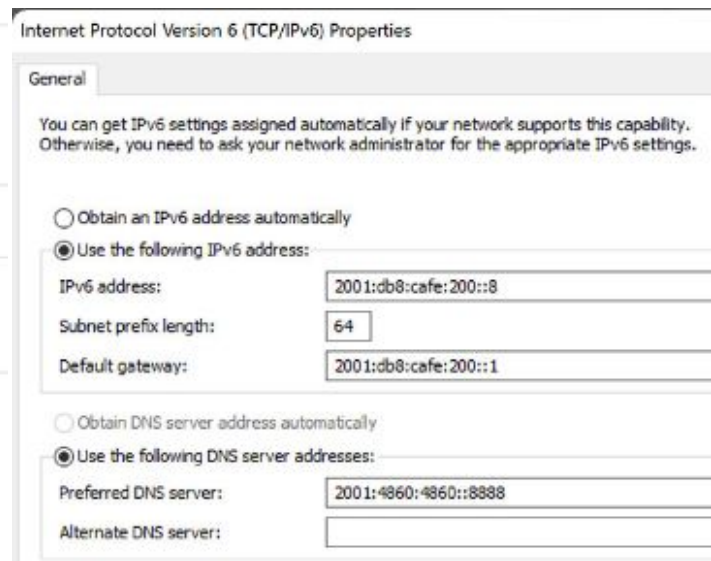 Internet Protocol Version 6 (TCP/IPv6) Properties
General
You can get IPv6 settings assigned automatically if your network supports this capability.
Otherwise, you need to ask your network administrator for the appropriate IPv6 settings.
Obtain an IPv6 address automatically
Use the following IPv6 address:
IPv6 address: 2001:db8:cafe:200::8
Subnet prefix length: 64
Default gateway: 2001:db8:cafe:200::1
Obtain DNS server address automatically
Use the following DNS server addresses:
Preferred DNS server: 2001:4860:4860::8888
Alternate DNS server: